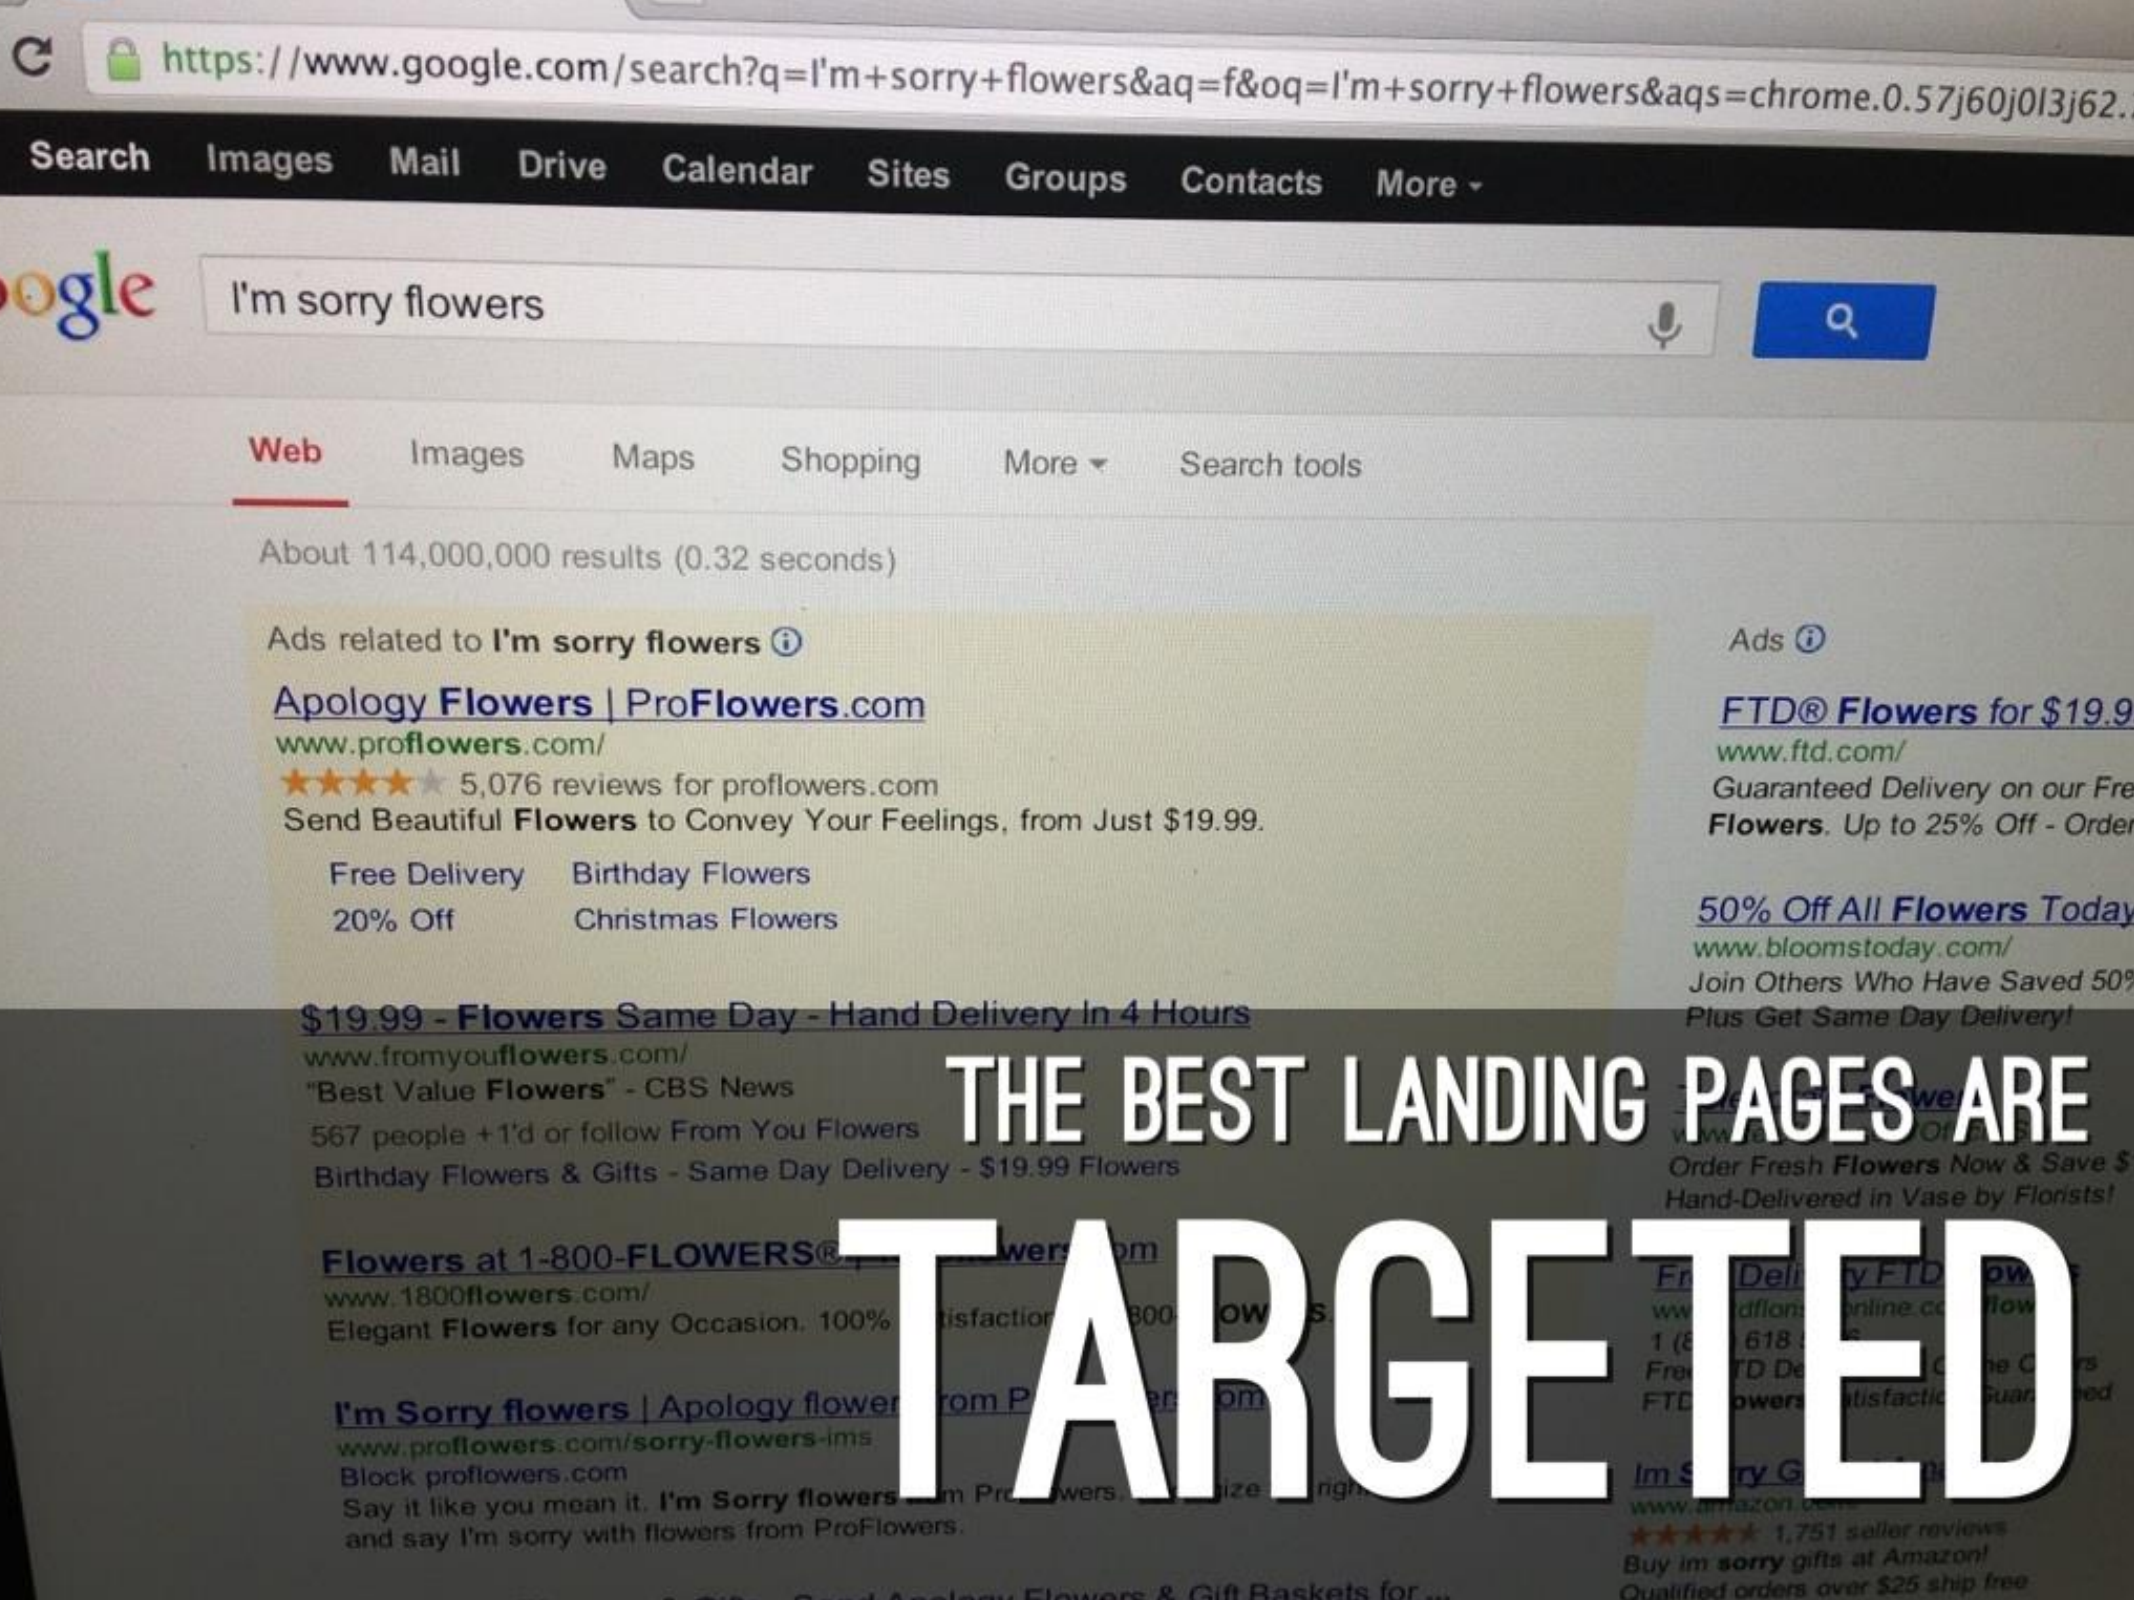 https://www.google.com/search?q=I'm+sorry+flowers&aq=f&oq=I'm+sorry+flowers&aqs=chrome.0.57j60j0l3j62.
Search Images Mail Drive Calendar Sites Groups Contacts More
ogle
I'm sorry flowers
Web Images Maps Shopping More Search tools
About 114,000,000 results (0.32 seconds)
Ads related to I'm sorry flowers
Apology Flowers | ProFlowers.com
www.proflowers.com/
5,076 reviews for proflowers.com
Send Beautiful Flowers to Convey Your Feelings, from Just $19.99.
Free Delivery Birthday Flowers
20% Off Christmas Flowers
$19.99 - Flowers Same Day - Hand Delivery In 4 Hours
www.fromyouflowers.com/
"Best Value Flowers" - CBS News
567 people +1'd or follow From You Flowers
Birthday Flowers & Gifts - Same Day Delivery - $19.99 Flowers
Flowers at 1-800-FLOWERS®
www.1800flowers.com/
Elegant Flowers for any Occasion. 100%
I'm Sorry flowers | Apology
www.proflowers.com/sorry-flowers-ims
Block proflowers.com
Say it like you mean it. I'm Sorry flowers
and say I'm sorry with flowers from ProFlowers.
Apology Flowers & Gift Baskets for ...
Ads
FTD® Flowers for $19.9
www.ftd.com/
Guaranteed Delivery on our
Flowers. Up to 25% Off - Order
50% Off All Flowers Today
www.bloomstoday.com/
Join Others Who Have Saved 50%
Plus Get Same Day Delivery!
Order Fresh Flowers Now & Save $
Hand-Delivered in Vase by Florists!
1,751 seller reviews
Buy im sorry gifts at Amazon!
Qualified orders over $25 ship free
THE BEST LANDING PAGES ARE
TARGETED